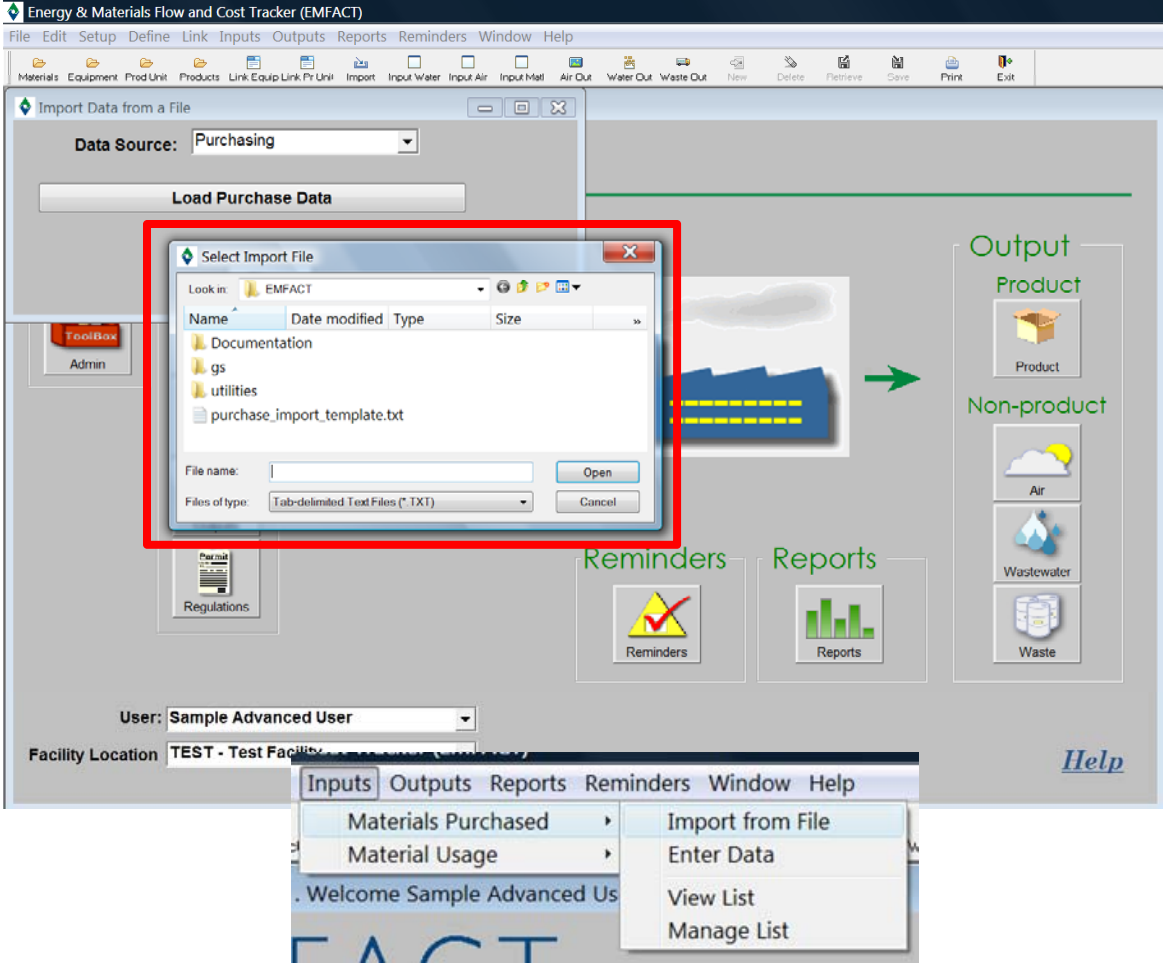 Energy & Materials Flow and Cost Tracker (EMFACT)
File Edit Setup Define Link Inputs Outputs Reports Reminders Window Help
Materials Equipment Prod Unit Products Link Equip Link Pr Unit Import Input Water Input Air Input Matl Air Out Water Out Waste Out New Delete Retrieve Save Print Exit
Import Data from a File
Data Source: Purchasing
Load Purchase Data
Select Import File
Look in: EMFACT
Name Date modified Type Size »
Documentation
gs
utilities
purchase_import_template.txt
File name: Open
Files of type: Tab-delimited Text Files (*.TXT) Cancel
ToolBox
Admin
Output
Product
Product
Non-product
Air
Wastewater
Waste
Permit
Regulations
Reminders
Reminders
Reports
Reports
User: Sample Advanced User
Facility Location TEST - Test Facility
Help
Inputs Outputs Reports Reminders Window Help
Materials Purchased Import from File
Material Usage Enter Data
. Welcome Sample Advanced Us View List
Manage List